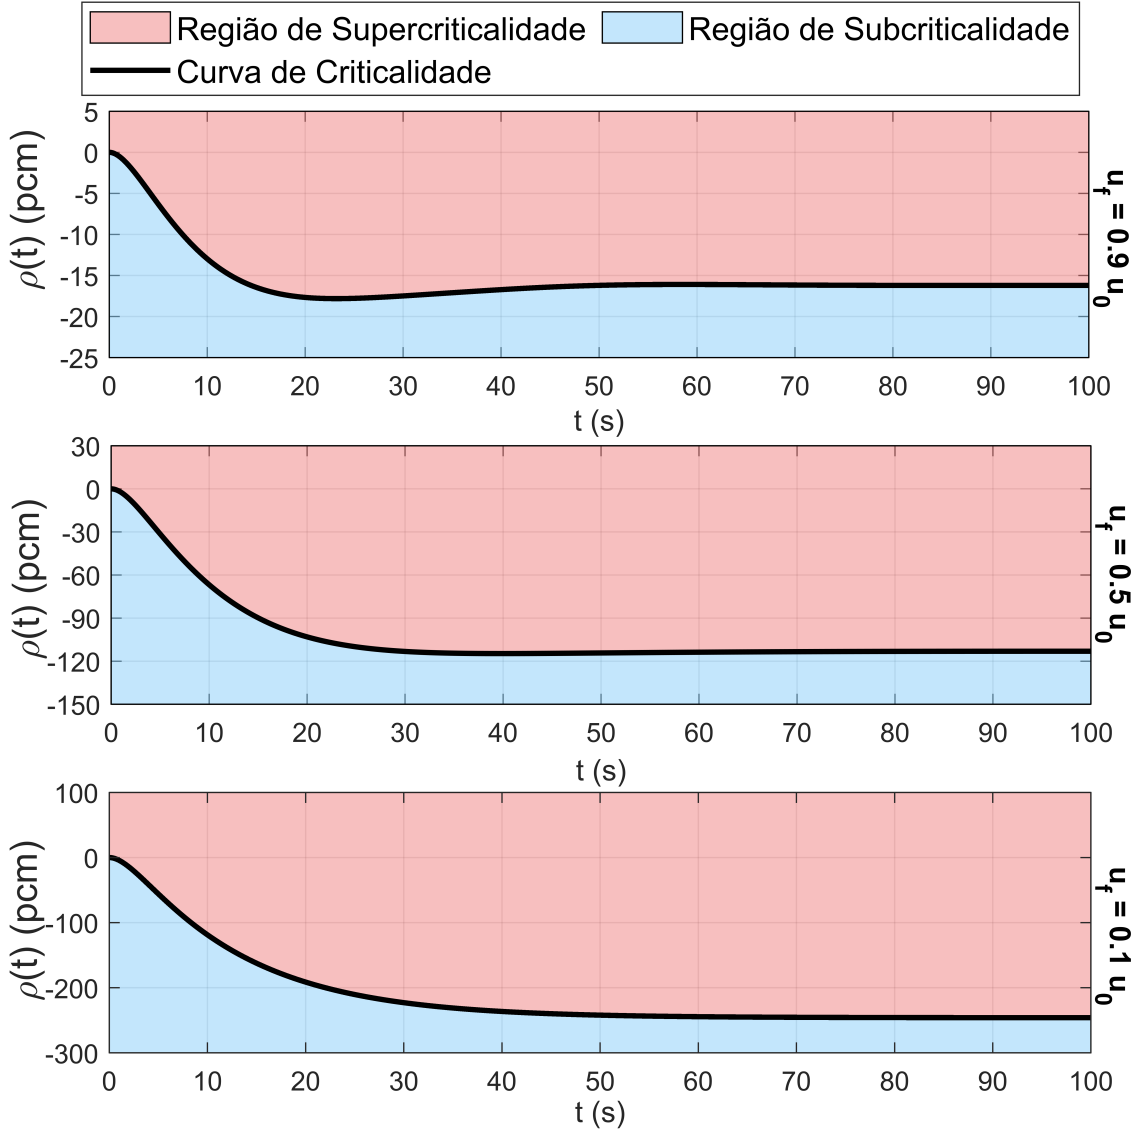 Região de Supercriticalidade Região de Subcriticalidade
Curva de Criticalidade
5
0
-5
-10
-15
-20
-25
ρ(t) (pcm)
0 10 20 30 40 50 60 70 80 90 100
t (s)
u_f = 0.9 u_0
30
0
-30
-60
-90
-120
-150
ρ(t) (pcm)
0 10 20 30 40 50 60 70 80 90 100
t (s)
u_f = 0.5 u_0
100
0
-100
-200
-300
ρ(t) (pcm)
0 10 20 30 40 50 60 70 80 90 100
t (s)
u_f = 0.1 u_0